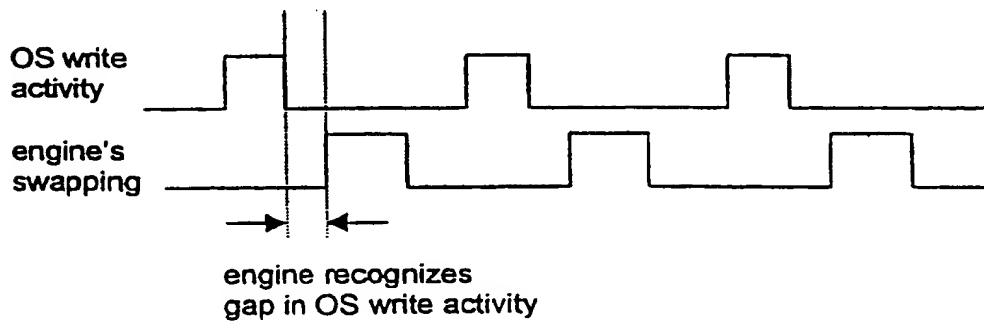 OS write
activity
engine's
swapping
engine recognizes
gap in OS write activity